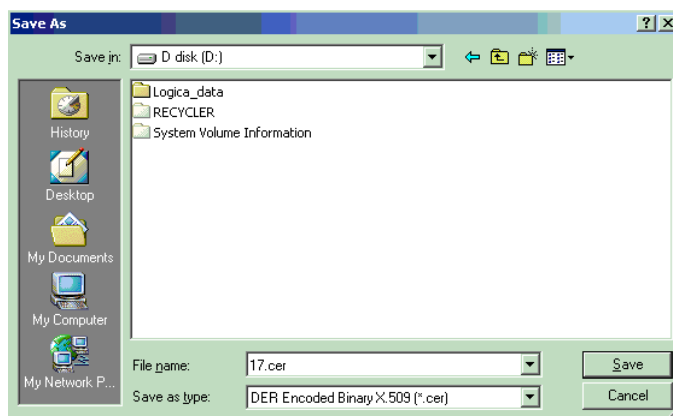 Save As
Save in:
D disk (D:)
Logica_data
RECYCLER
System Volume Information
History
Desktop
My Documents
My Computer
My Network P...
File name:
17.cer
Save
Save as type:
DER Encoded Binary X.509 (*.cer)
Cancel